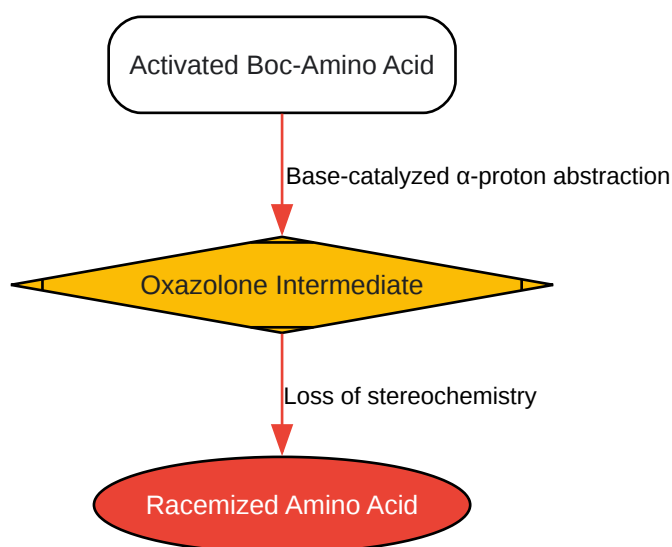 Activated Boc-Amino Acid
Base-catalyzed α-proton abstraction
Oxazolone Intermediate
Loss of stereochemistry
Racemized Amino Acid